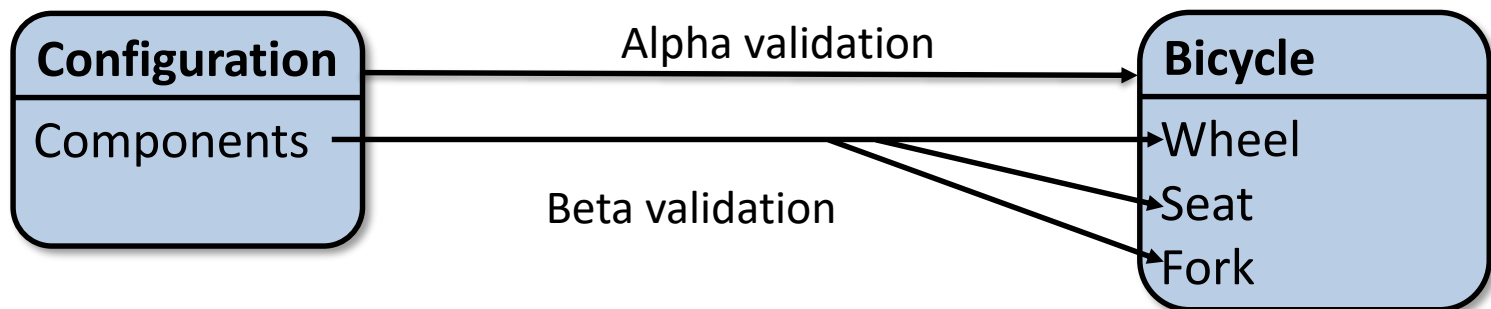 Configuration
Components
Alpha validation
Beta validation
Bicycle
Wheel
Seat
Fork